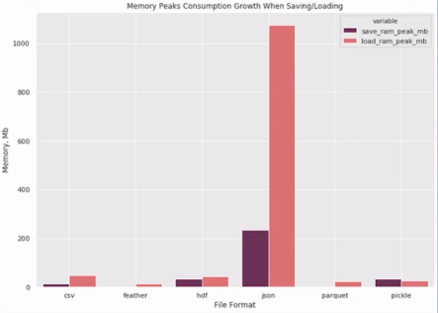 Memory Peaks Consumption Growth When Saving/Loading
variable
save_ram_peak_mb
load_ram_peak_mb
Memory, Mb
1000
800
600
400
200
0
csv feather hdf json parquet pickle
File Format